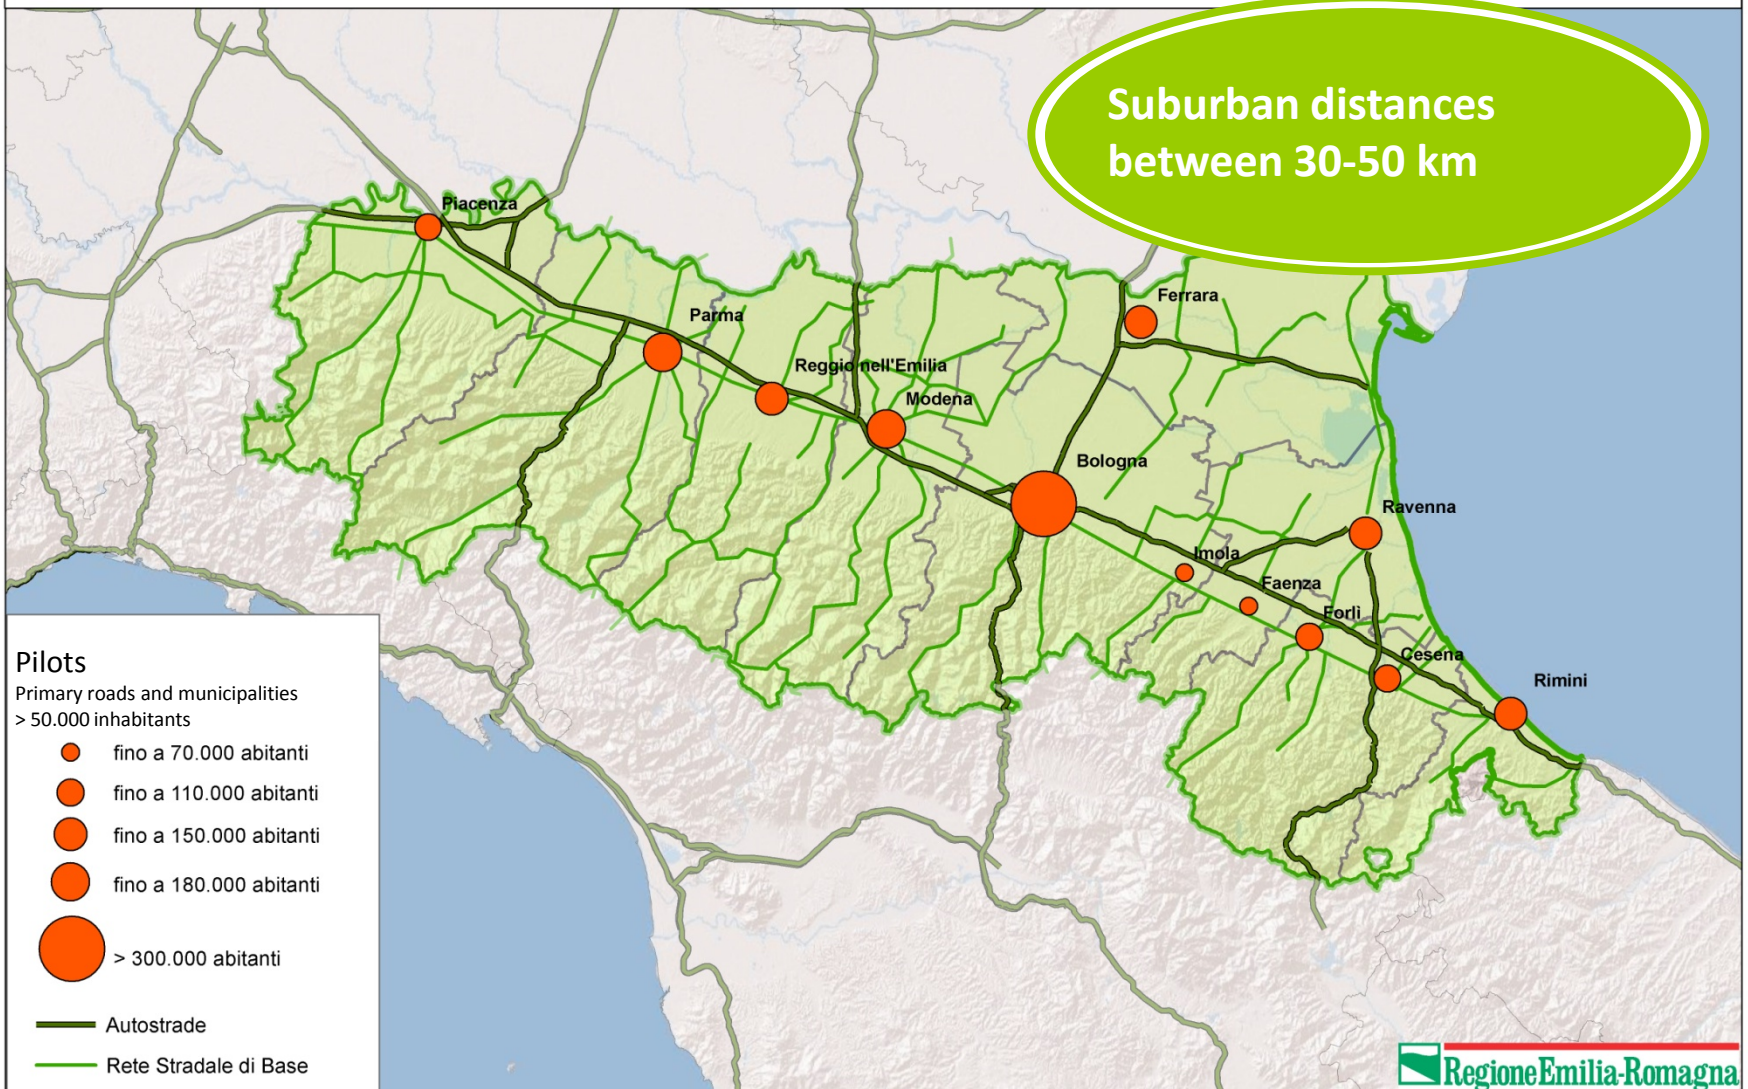 Suburban distances
between 30-50 km
Piacenza
Parma
Reggio nell'Emilia
Modena
Ferrara
Bologna
Ravenna
Imola
Faenza
Forlì
Cesena
Rimini
Pilots
Primary roads and municipalities
> 50.000 inhabitants
fino a 70.000 abitanti
fino a 110.000 abitanti
fino a 150.000 abitanti
fino a 180.000 abitanti
> 300.000 abitanti
Autostrade
Rete Stradale di Base
RegioneEmilia-Romagna